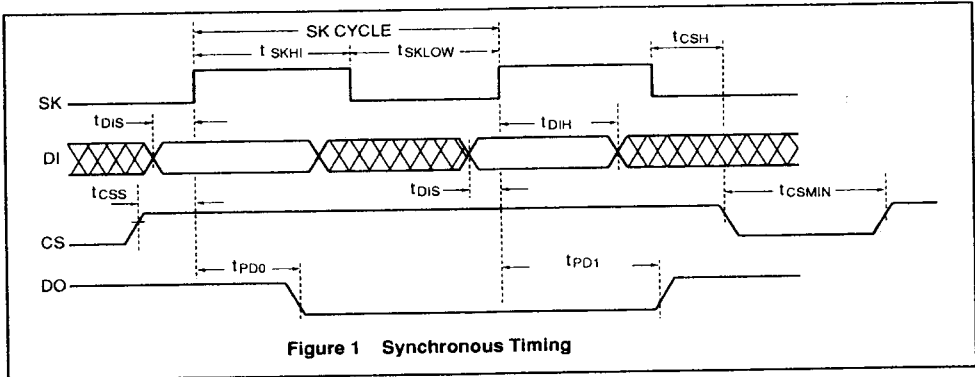 SK CYCLE
t SKHI
tSKLOW
tCSH
SK
tDIS
tDIH
DI
tCSS
tDIS
tCSMIN
CS
tPD0
tPD1
DO
Figure 1 Synchronous Timing